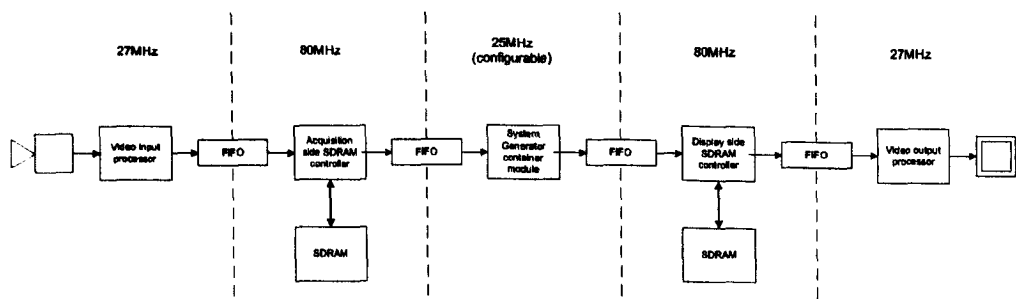 27MHz
80MHz
25MHz
(configurable)
80MHz
27MHz
Video input
processor
FIFO
Acquisition
side SDRAM
controller
FIFO
System
Generator
container
module
FIFO
Display side
SDRAM
controller
FIFO
Video output
processor
SDRAM
SDRAM